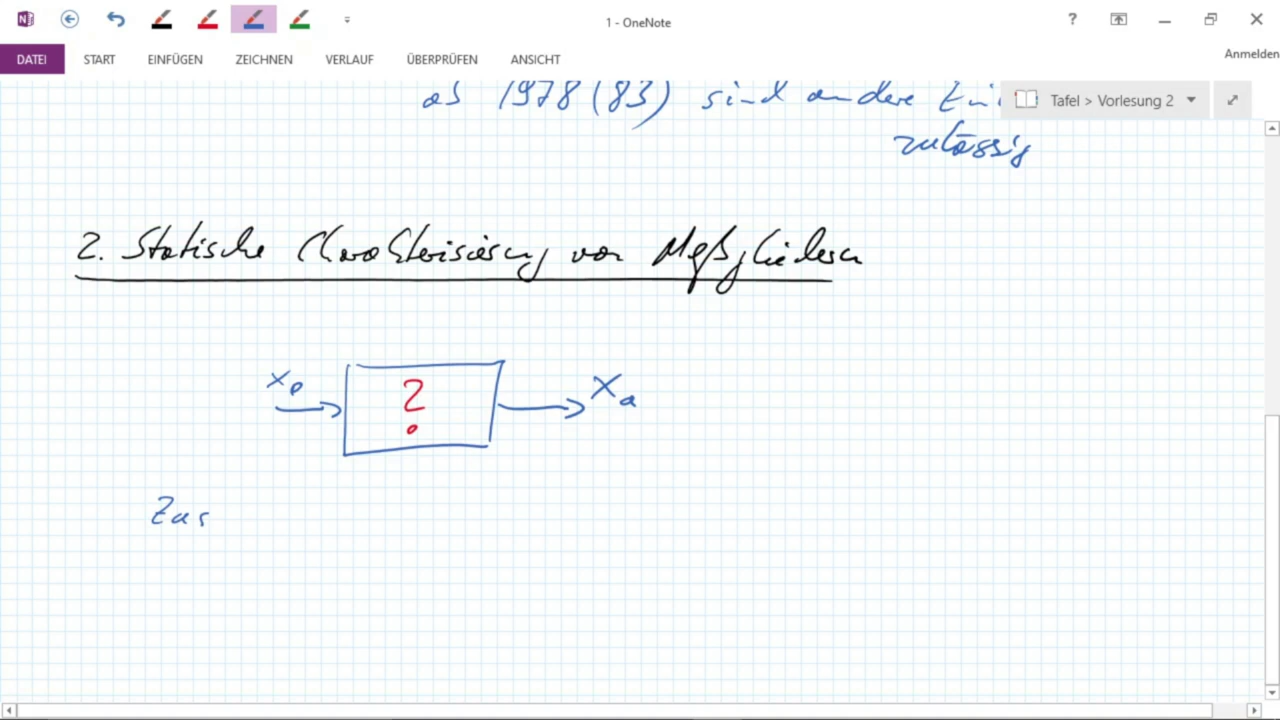 1 - OneNote
DATEI START EINFÜGEN ZEICHNEN VERLAUF ÜBERPRÜFEN ANSICHT
Anmelden
Tafel > Vorlesung 2
ab 1978 (83) sind andere Ein
zulässig
2. Statische Charakterisierung von Meßgliedern
xe ? xa
Zus